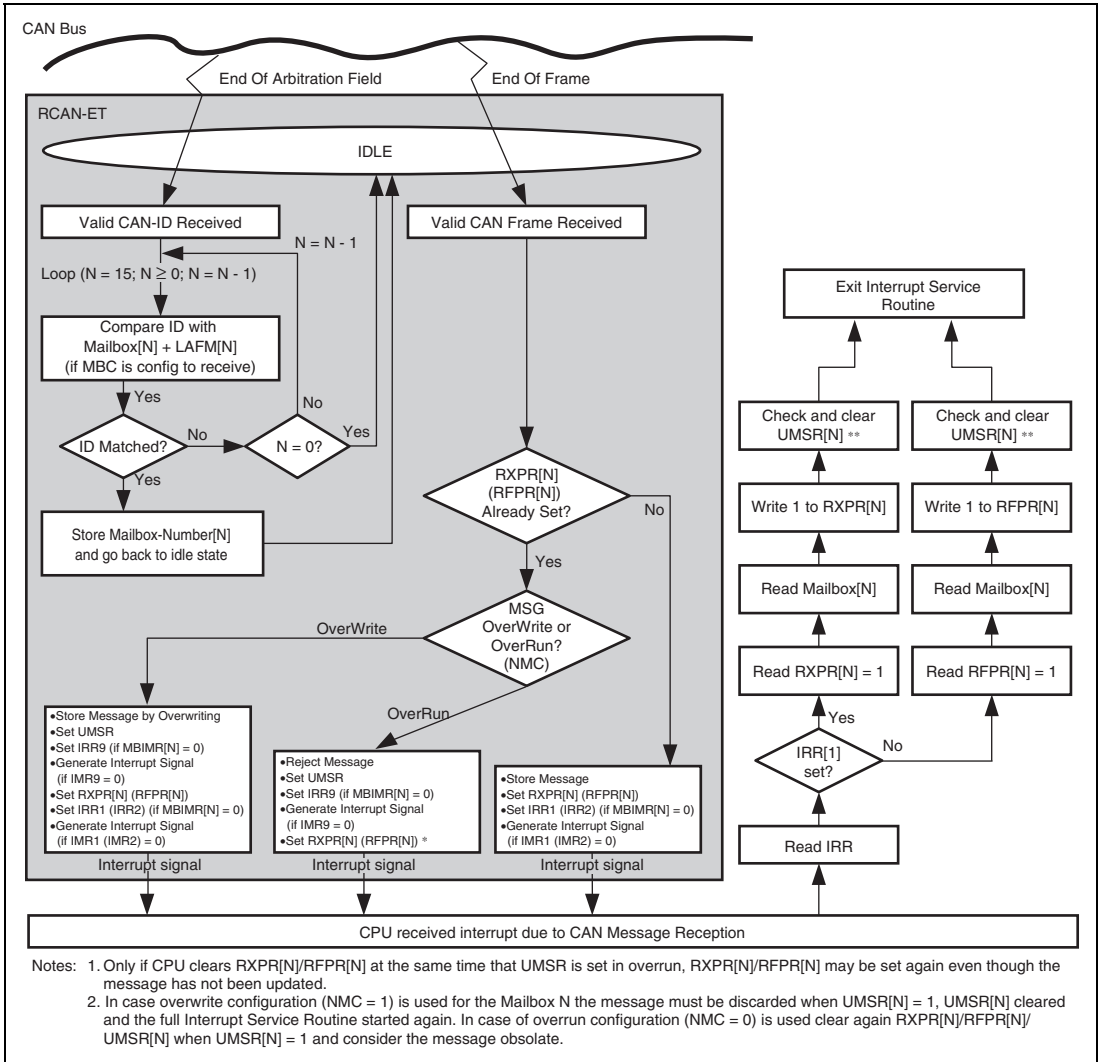 CAN Bus
End Of Arbitration Field
End Of Frame
RCAN-ET
IDLE
Valid CAN-ID Received
Valid CAN Frame Received
N = N - 1
Loop (N = 15; N ≥ 0; N = N - 1)
Compare ID with
Mailbox[N] + LAFM[N]
(if MBC is config to receive)
Yes
ID Matched?
No
N = 0?
No
Yes
Yes
Store Mailbox-Number[N]
and go back to idle state
RXPR[N]
(RFPR[N])
Already Set?
No
Yes
MSG
OverWrite or
OverRun?
(NMC)
OverWrite
OverRun
•Store Message by Overwriting
•Set UMSR
•Set IRR9 (if MBIMR[N] = 0)
•Generate Interrupt Signal
(if IMR9 = 0)
•Set RXPR[N] (RFPR[N])
•Set IRR1 (IRR2) (if MBIMR[N] = 0)
•Generate Interrupt Signal
(if IMR1 (IMR2) = 0)
Interrupt signal
•Reject Message
•Set UMSR
•Set IRR9 (if MBIMR[N] = 0)
•Generate Interrupt Signal
(if IMR9 = 0)
•Set RXPR[N] (RFPR[N]) *
Interrupt signal
•Store Message
•Set RXPR[N] (RFPR[N])
•Set IRR1 (IRR2) (if MBIMR[N] = 0)
•Generate Interrupt Signal
(if IMR1 (IMR2) = 0)
Interrupt signal
Exit Interrupt Service
Routine
Check and clear
UMSR[N] **
Check and clear
UMSR[N] **
Write 1 to RXPR[N]
Write 1 to RFPR[N]
Read Mailbox[N]
Read Mailbox[N]
Read RXPR[N] = 1
Read RFPR[N] = 1
Yes
IRR[1]
set?
No
Read IRR
CPU received interrupt due to CAN Message Reception
Notes: 1. Only if CPU clears RXPR[N]/RFPR[N] at the same time that UMSR is set in overrun, RXPR[N]/RFPR[N] may be set again even though the
message has not been updated.
2. In case overwrite configuration (NMC = 1) is used for the Mailbox N the message must be discarded when UMSR[N] = 1, UMSR[N] cleared
and the full Interrupt Service Routine started again. In case of overrun configuration (NMC = 0) is used clear again RXPR[N]/RFPR[N]/
UMSR[N] when UMSR[N] = 1 and consider the message obsolate.